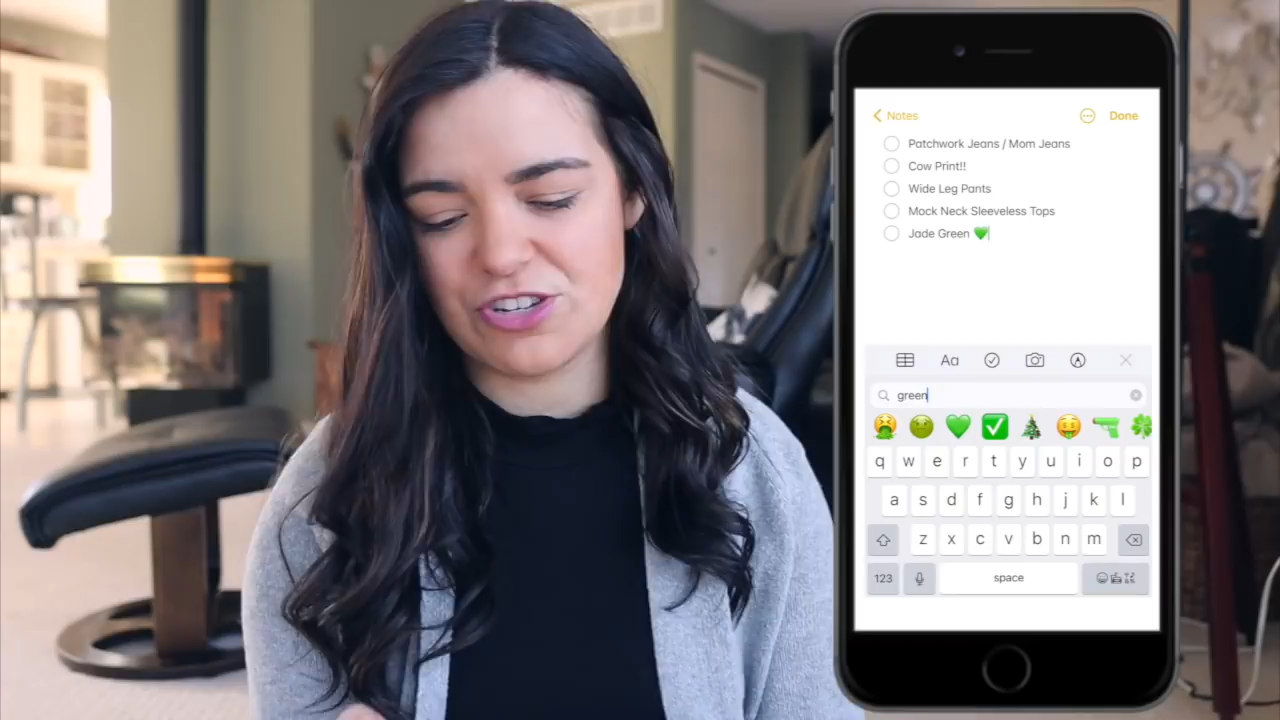 Notes
Done
Patchwork Jeans / Mom Jeans
Cow Print!!
Wide Leg Pants
Mock Neck Sleeveless Tops
Jade Green 💚
Aa
green
q w e r t y u i o p
a s d f g h j k l
z x c v b n m
123 space